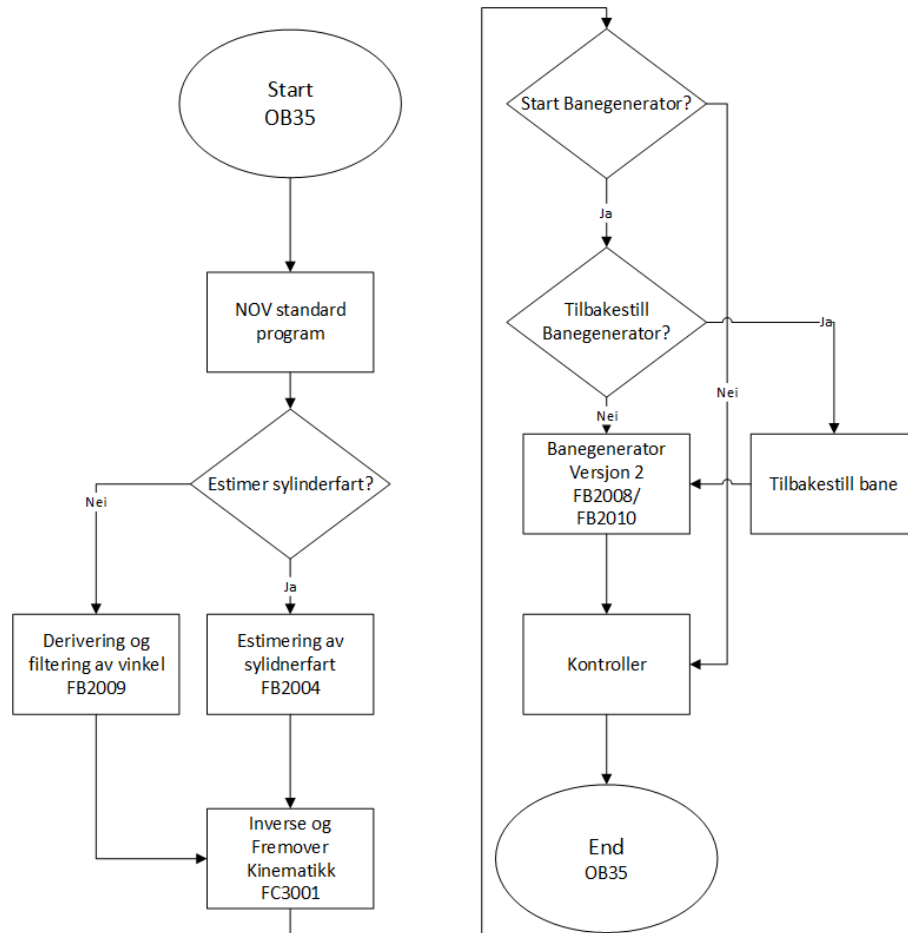 Start
OB35
NOV standard
program
Estimer sylinderfart?
Nei
Ja
Derivering og
filtering av vinkel
FB2009
Estimering av
sylidnerfart
FB2004
Inverse og
Fremover
Kinematikk
FC3001
Start Banegenerator?
Ja
Nei
Tilbakestill
Banegenerator?
Ja
Nei
Banegenerator
Versjon 2
FB2008/
FB2010
Tilbakestill bane
Kontroller
End
OB35